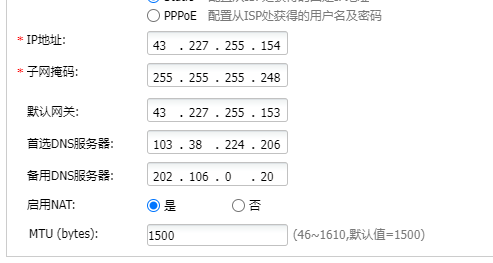 PPPoE 配置从ISP处获得的用户名及密码
* IP地址: 43 . 227 . 255 . 154
* 子网掩码: 255 . 255 . 255 . 248
默认网关: 43 . 227 . 255 . 153
首选DNS服务器: 103 . 38 . 224 . 206
备用DNS服务器: 202 . 106 . 0 . 20
启用NAT: 是 否
MTU (bytes): 1500 (46~1610,默认值=1500)